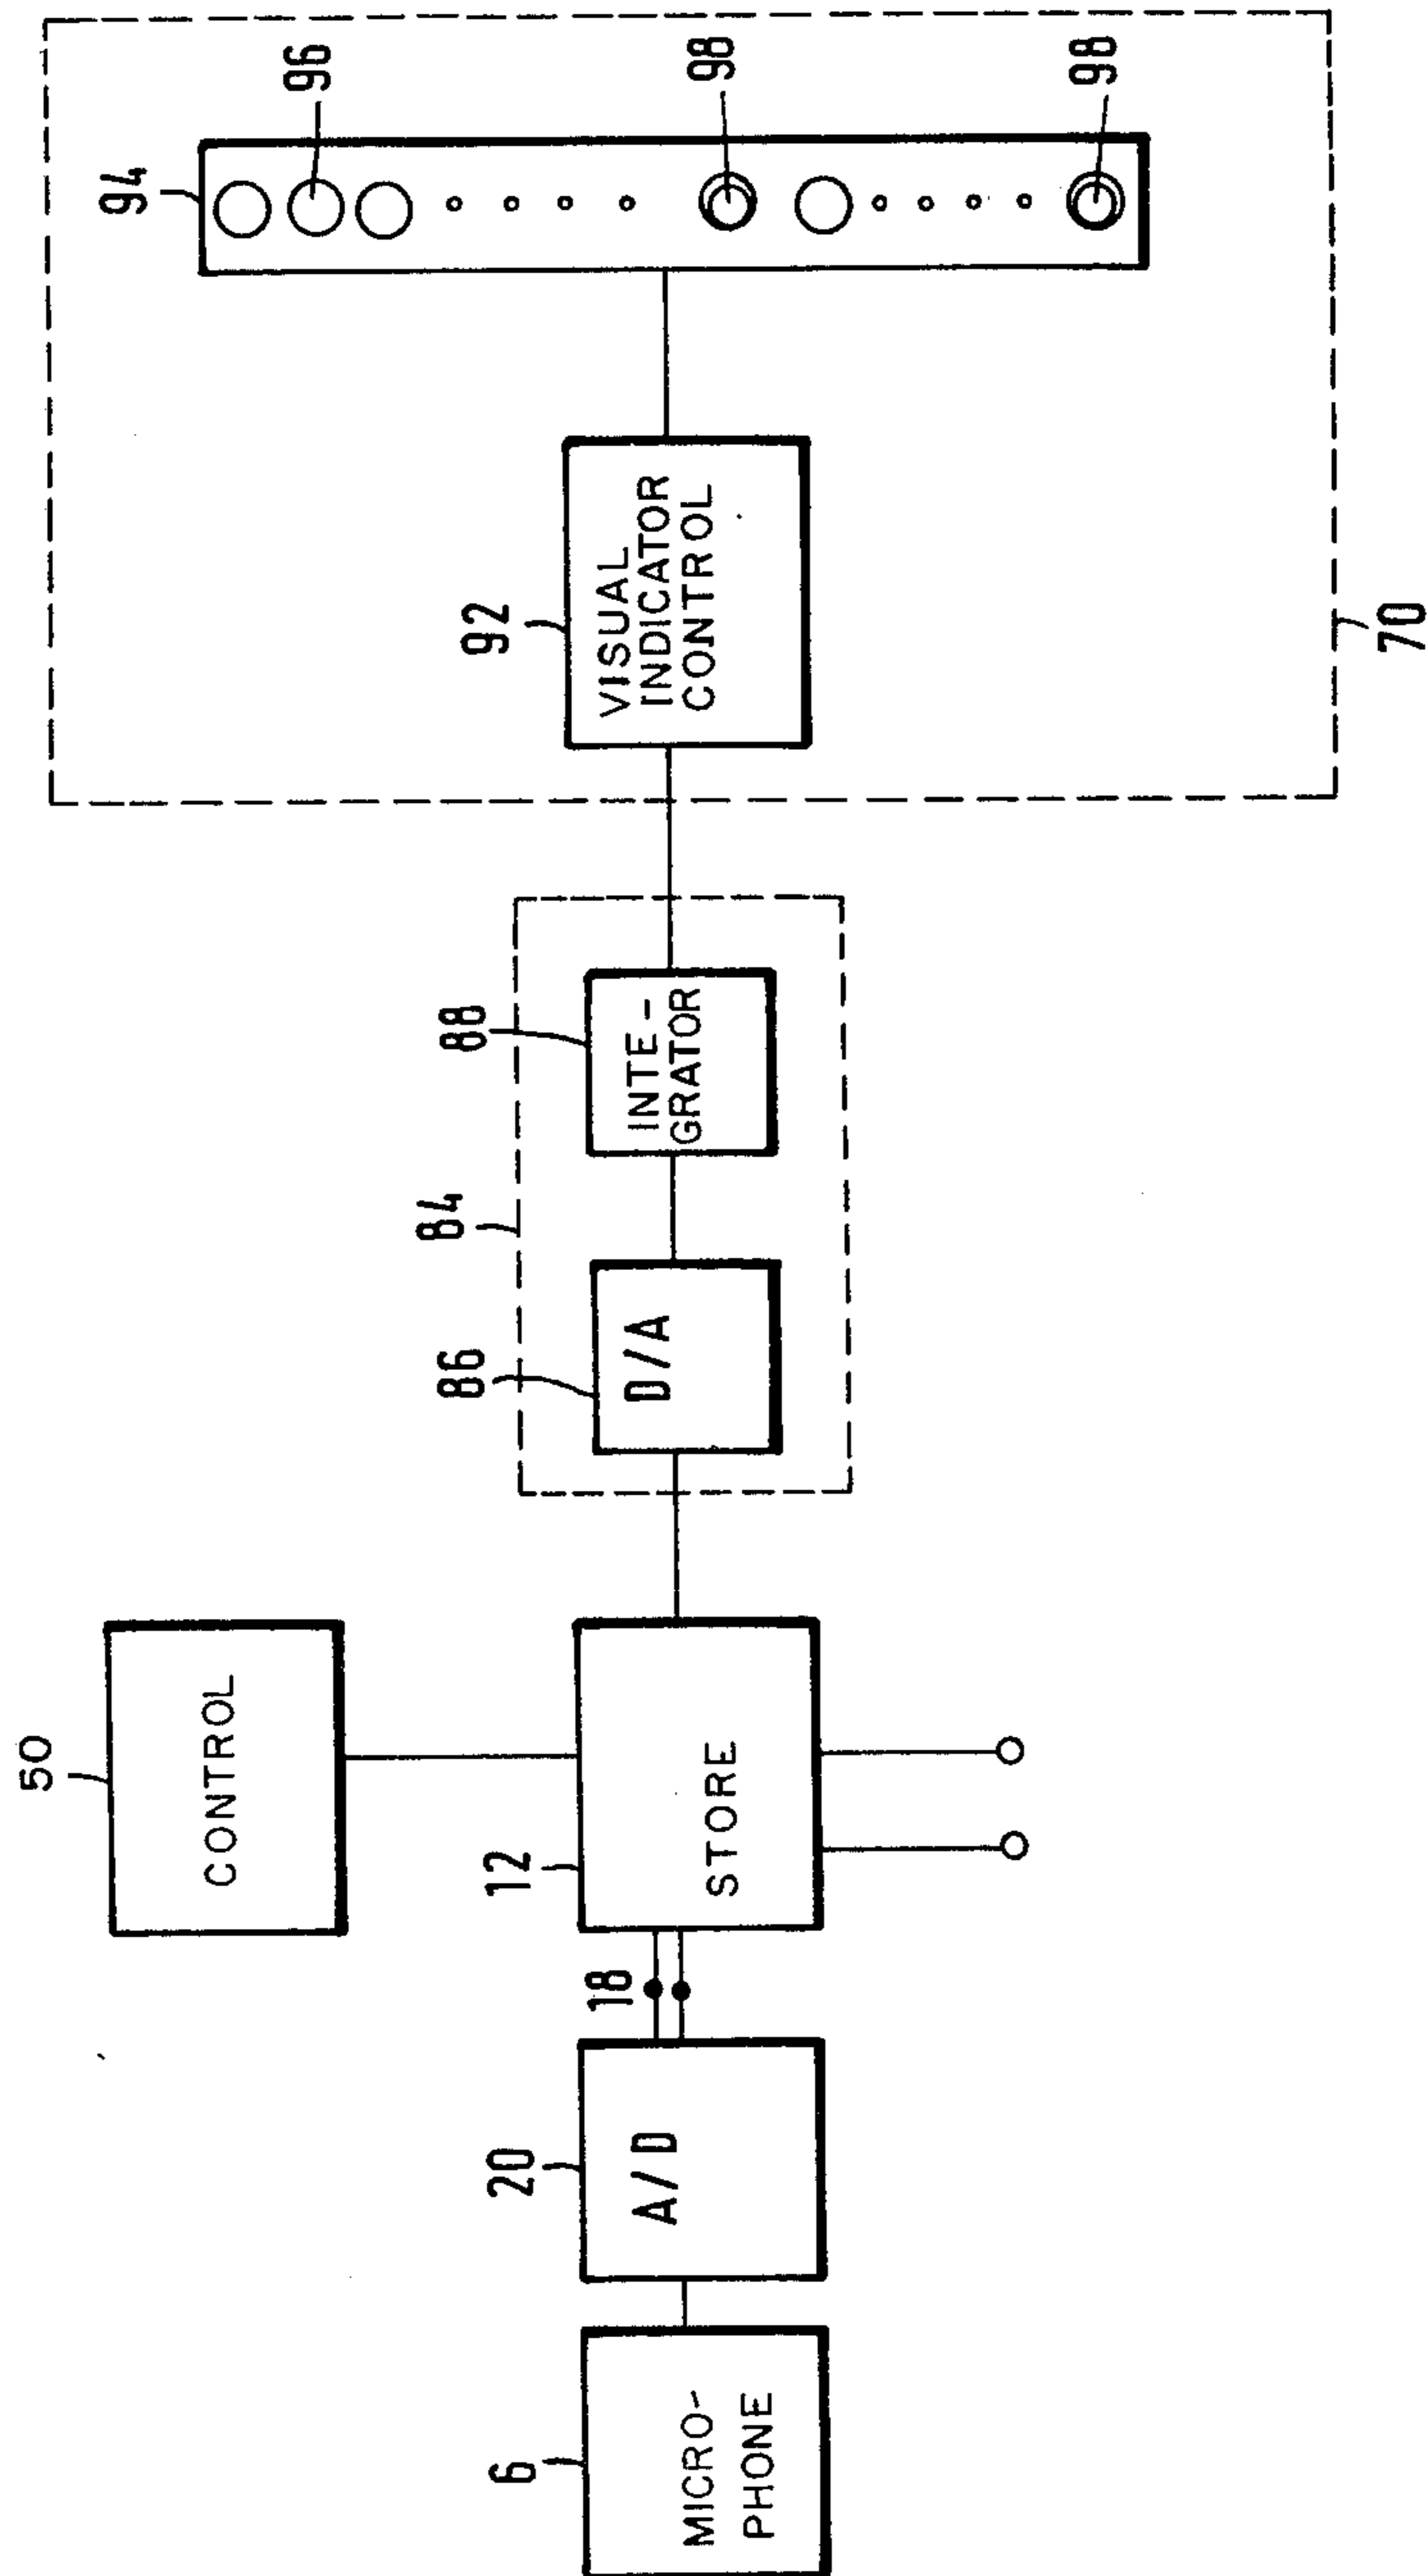 50
CONTROL
94
96
98
98
6
MICRO-
PHONE
20
A/D
18
12
STORE
84
86
D/A
88
INTE-
GRATOR
92
VISUAL
INDICATOR
CONTROL
70